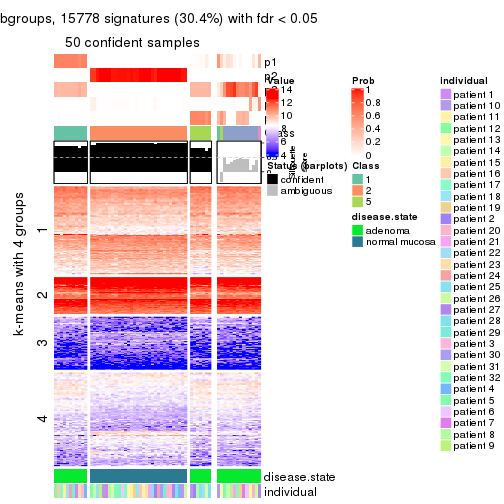 bgroups, 15778 signatures (30.4%) with fdr < 0.05
50 confident samples
p1
p2
k-means with 4 groups
1
2
3
4
disease.state
individual
Value
14
12
10
8
6
4
Silhouette
score
Status (barplots)
confident
ambiguous
Prob
1
0.8
0.6
0.4
0.2
0
Class
1
2
5
disease.state
adenoma
normal mucosa
individual
patient 1
patient 10
patient 11
patient 12
patient 13
patient 14
patient 15
patient 16
patient 17
patient 18
patient 19
patient 2
patient 20
patient 21
patient 22
patient 23
patient 24
patient 25
patient 26
patient 27
patient 28
patient 29
patient 3
patient 30
patient 31
patient 32
patient 4
patient 5
patient 6
patient 7
patient 8
patient 9